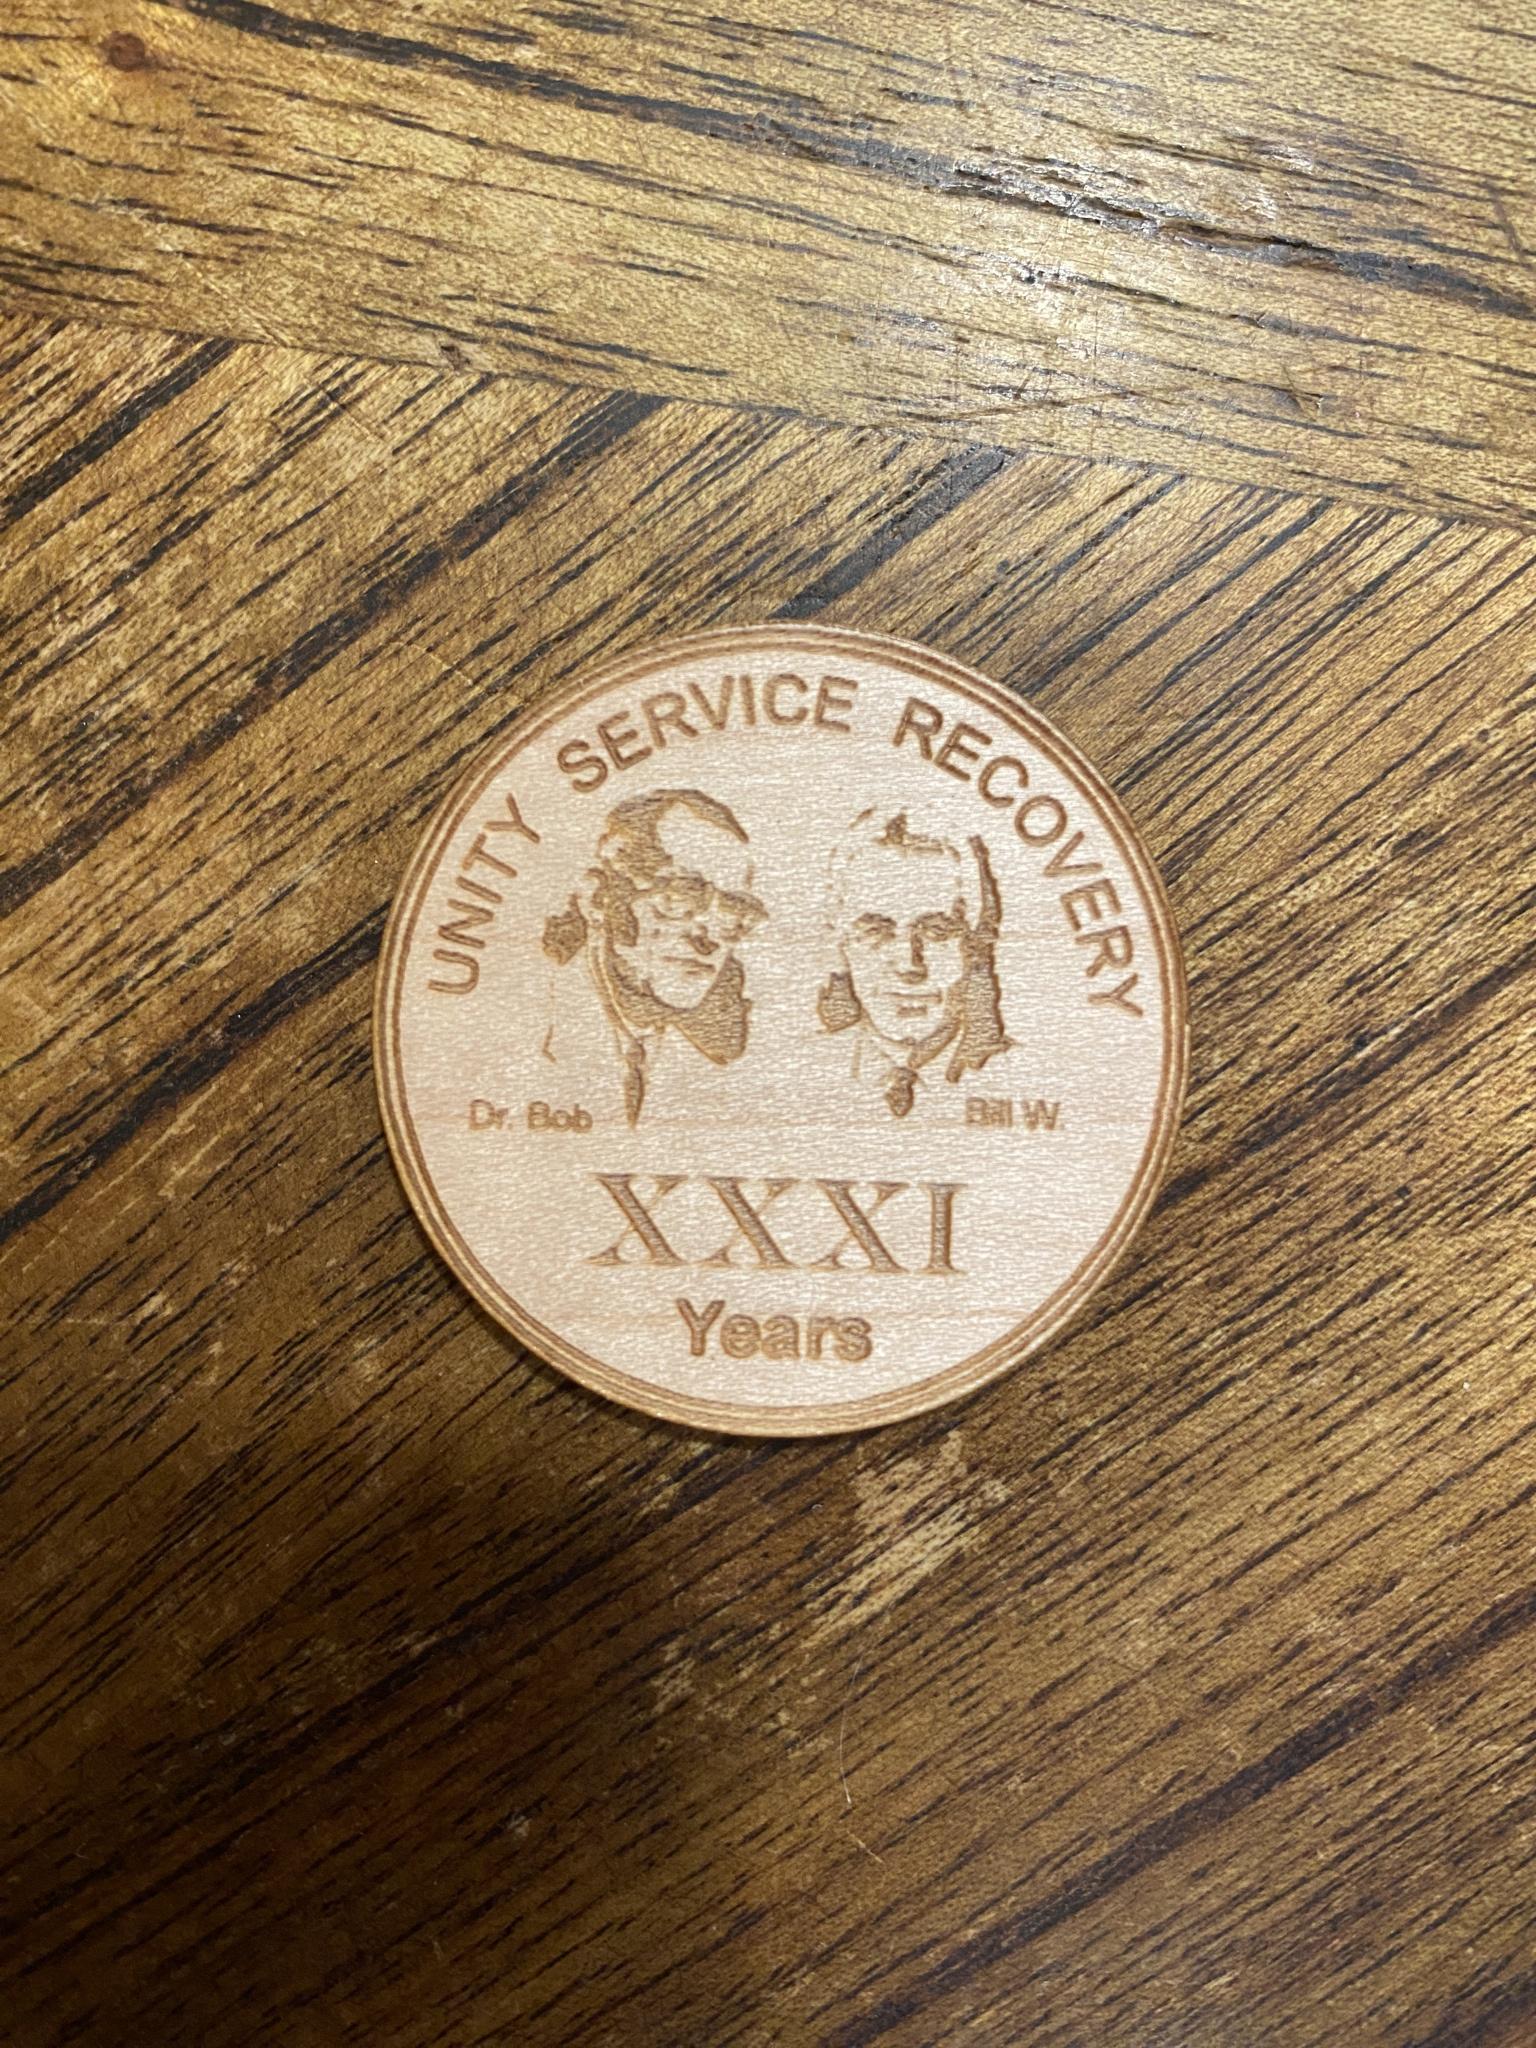 UNITY SERVICE RECOVERY
Dr. Bob
Bill W.
XXXI
Years